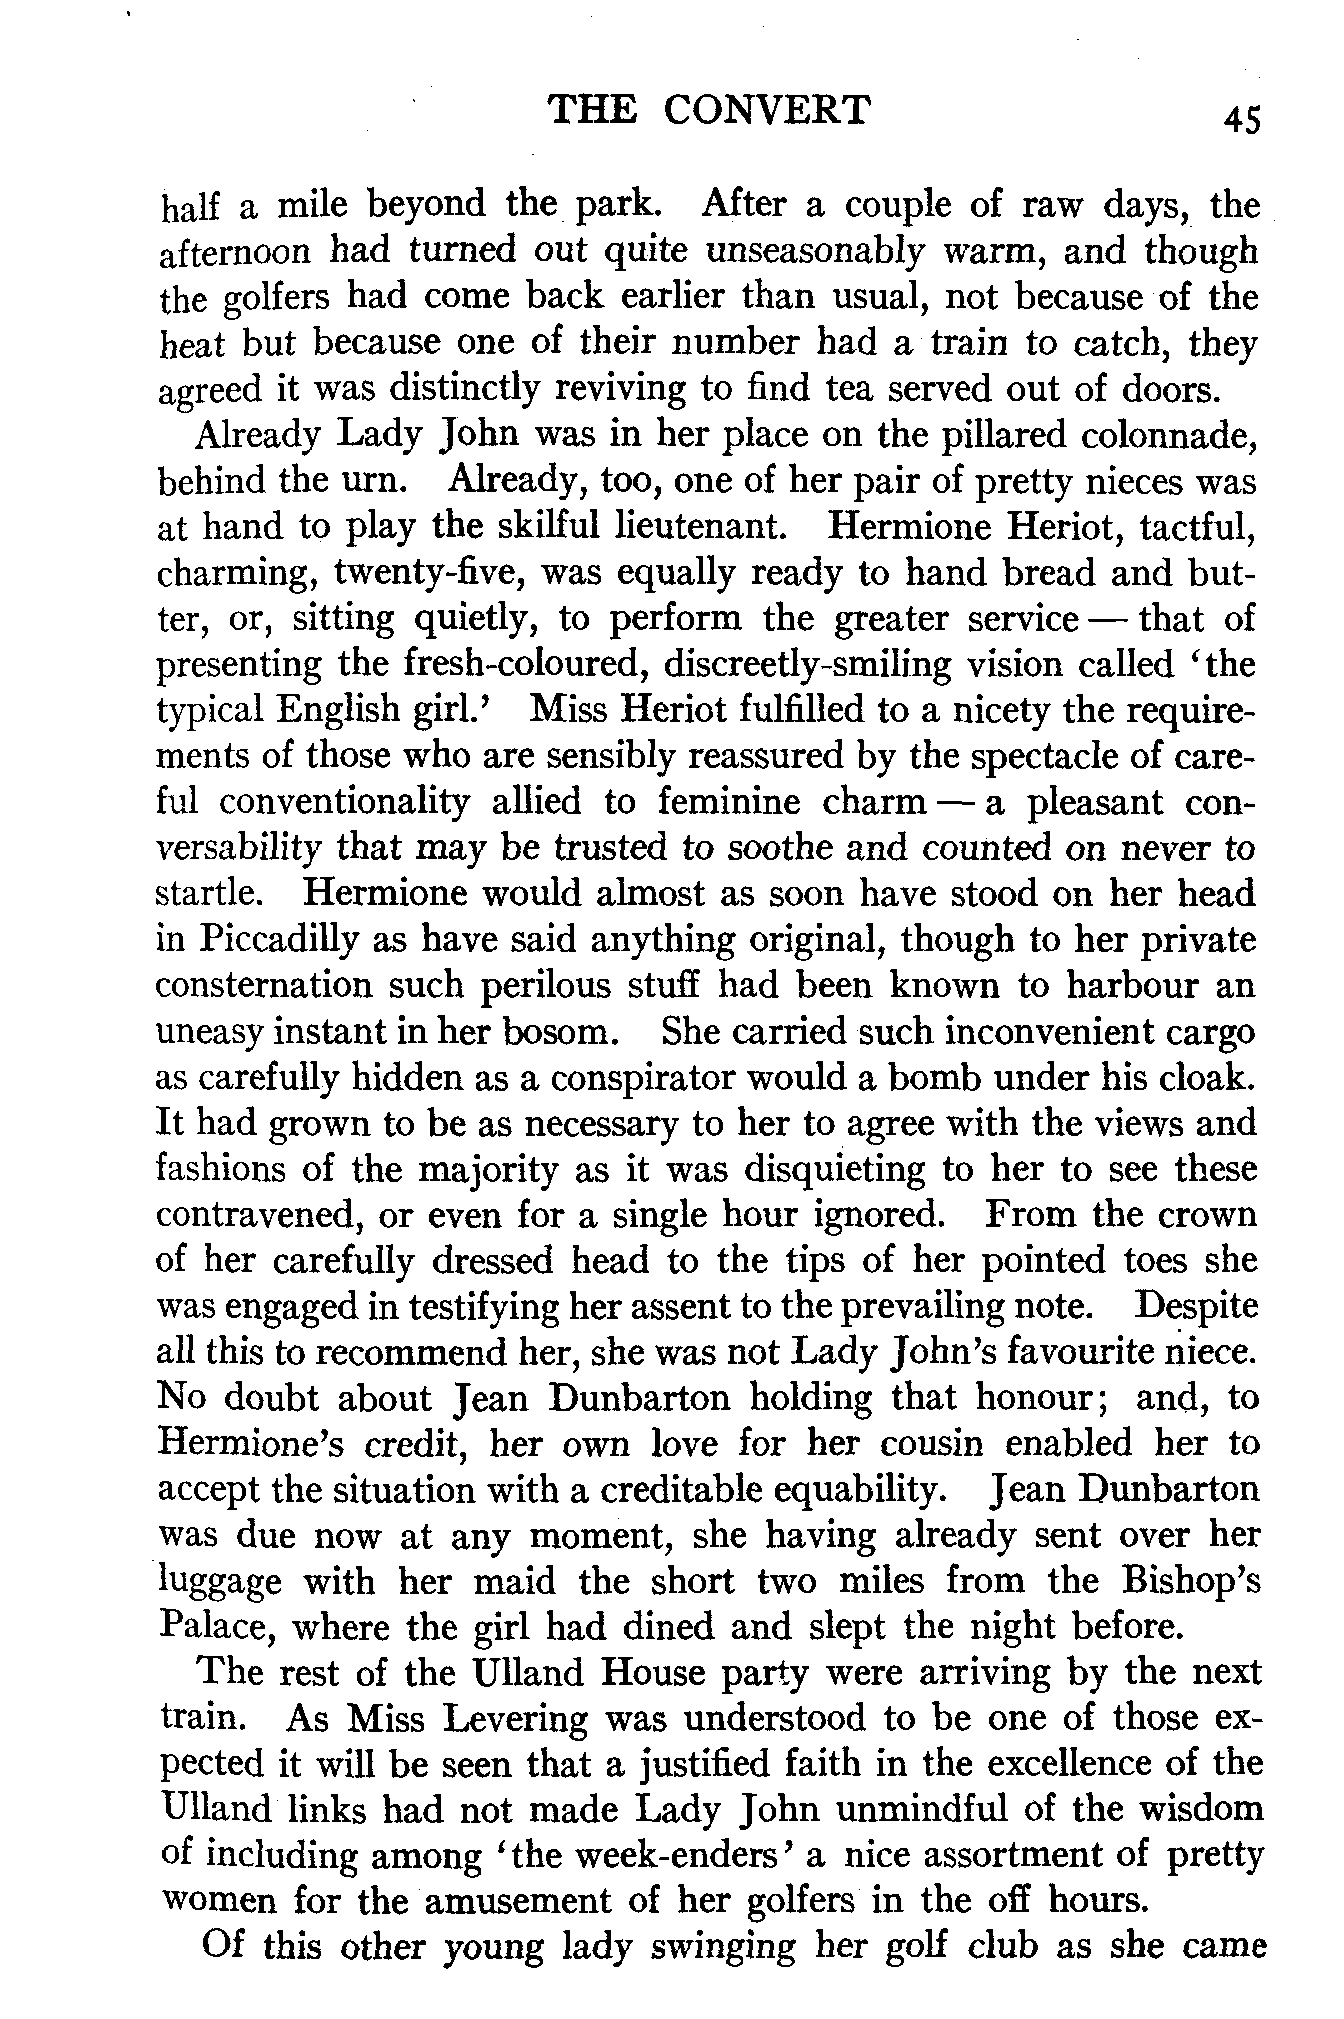 THE CONVERT 45
half a mile beyond the park. After a couple of raw days, the
afternoon had turned out quite unseasonably warm, and though
the golfers had come back earlier than usual, not because of the
heat but because one of their number had a train to catch, they
agreed it was distinctly reviving to find tea served out of doors.
Already Lady John was in her place on the pillared colonnade,
behind the urn. Already, too, one of her pair of pretty nieces was
at hand to play the skilful lieutenant. Hermione Heriot, tactful,
charming, twenty-five, was equally ready to hand bread and but-
ter, or, sitting quietly, to perform the greater service — that of
presenting the fresh-coloured, discreetly-smiling vision called ‘the
typical English girl.’ Miss Heriot fulfilled to a nicety the require-
ments of those who are sensibly reassured by the spectacle of care-
ful conventionality allied to feminine charm — a pleasant con-
versability that may be trusted to soothe and counted on never to
startle. Hermione would almost as soon have stood on her head
in Piccadilly as have said anything original, though to her private
consternation such perilous stuff had been known to harbour an
uneasy instant in her bosom. She carried such inconvenient cargo
as carefully hidden as a conspirator would a bomb under his cloak.
It had grown to be as necessary to her to agree with the views and
fashions of the majority as it was disquieting to her to see these
contravened, or even for a single hour ignored. From the crown
of her carefully dressed head to the tips of her pointed toes she
was engaged in testifying her assent to the prevailing note. Despite
all this to recommend her, she was not Lady John’s favourite niece.
No doubt about Jean Dunbarton holding that honour; and, to
Hermione’s credit, her own love for her cousin enabled her to
accept the situation with a creditable equability. Jean Dunbarton
was due now at any moment, she having already sent over her
luggage with her maid the short two miles from the Bishop’s
Palace, where the girl had dined and slept the night before.
The rest of the Ulland House party were arriving by the next
train. As Miss Levering was understood to be one of those ex-
pected it will be seen that a justified faith in the excellence of the
Ulland links had not made Lady John unmindful of the wisdom
of including among ‘the week-enders’ a nice assortment of pretty
women for the amusement of her golfers in the off hours.
Of this other young lady swinging her golf club as she came